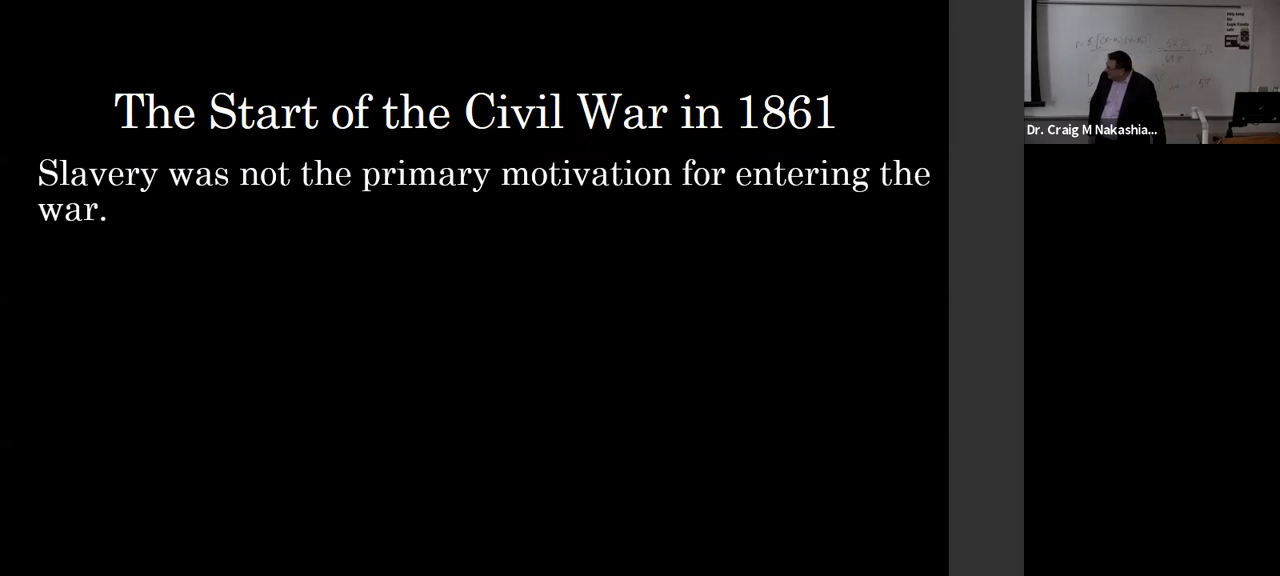 The Start of the Civil War in 1861
Slavery was not the primary motivation for entering the
war.
Dr. Craig M Nakashia...